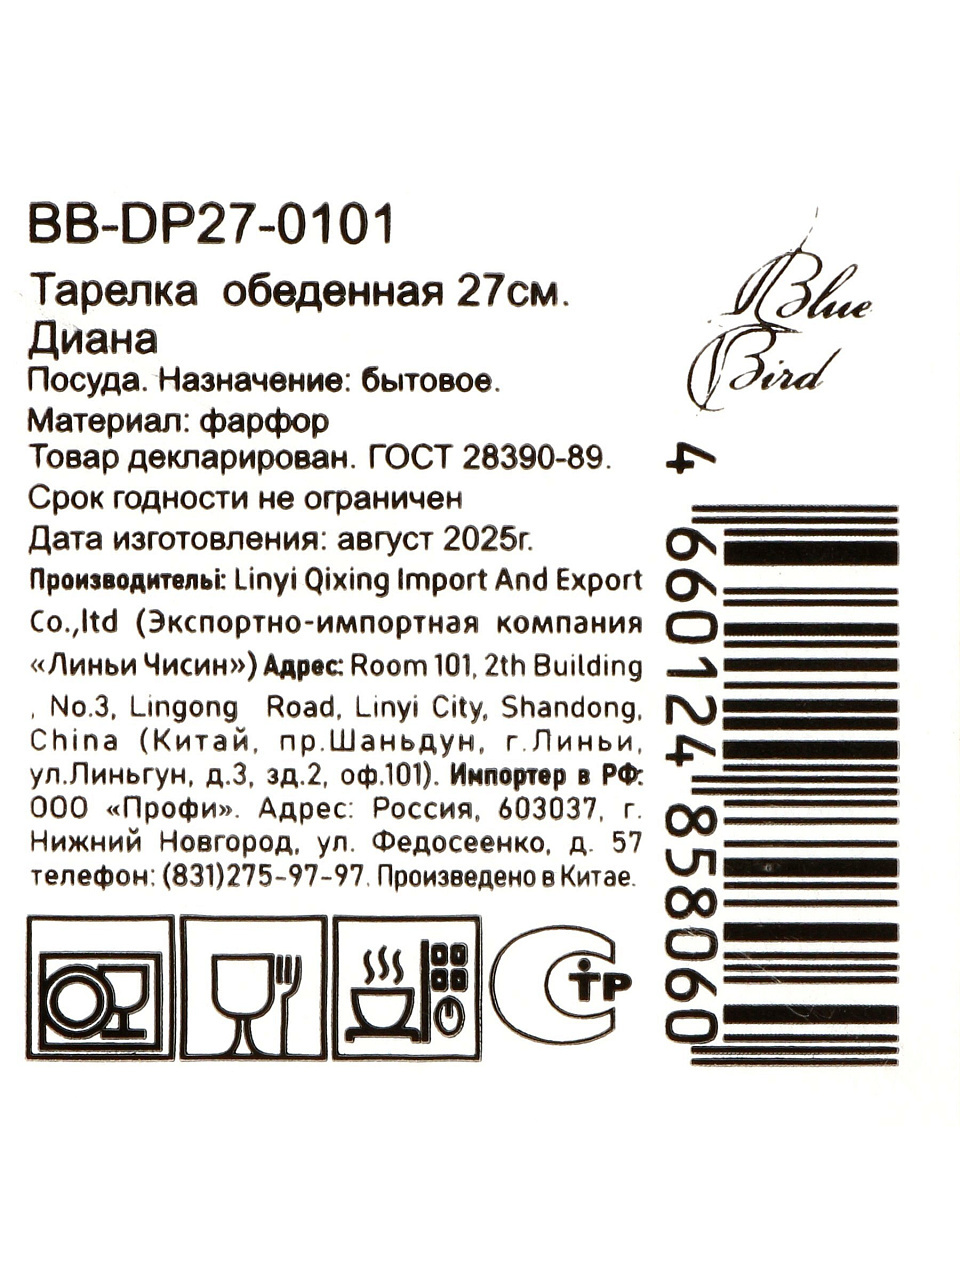 BB-DP27-0101
Тарелка обеденная 27см.
Диана
Посуда. Назначение: бытовое.
Материал: фарфор
Товар декларирован. ГОСТ 28390-89.
Срок годности не ограничен
Дата изготовления: август 2025г.
Производительі: Linyi Qixing Import And Export
Co.,ltd (Экспортно-импортная компания
«Линьи Чисин») Адрес: Room 101, 2th Building
, No.3, Lingong Road, Linyi City, Shandong,
China (Китай, пр.Шаньдун, г.Линьи,
ул.Линьгун, д.3, зд.2, оф.101). Импортер в РФ:
ООО «Профи». Адрес: Россия, 603037, г.
Нижний Новгород, ул. Федосеенко, д. 57
телефон: (831)275-97-97. Произведено в Китае.
СТР
Blue
Bird
4 660124 858060